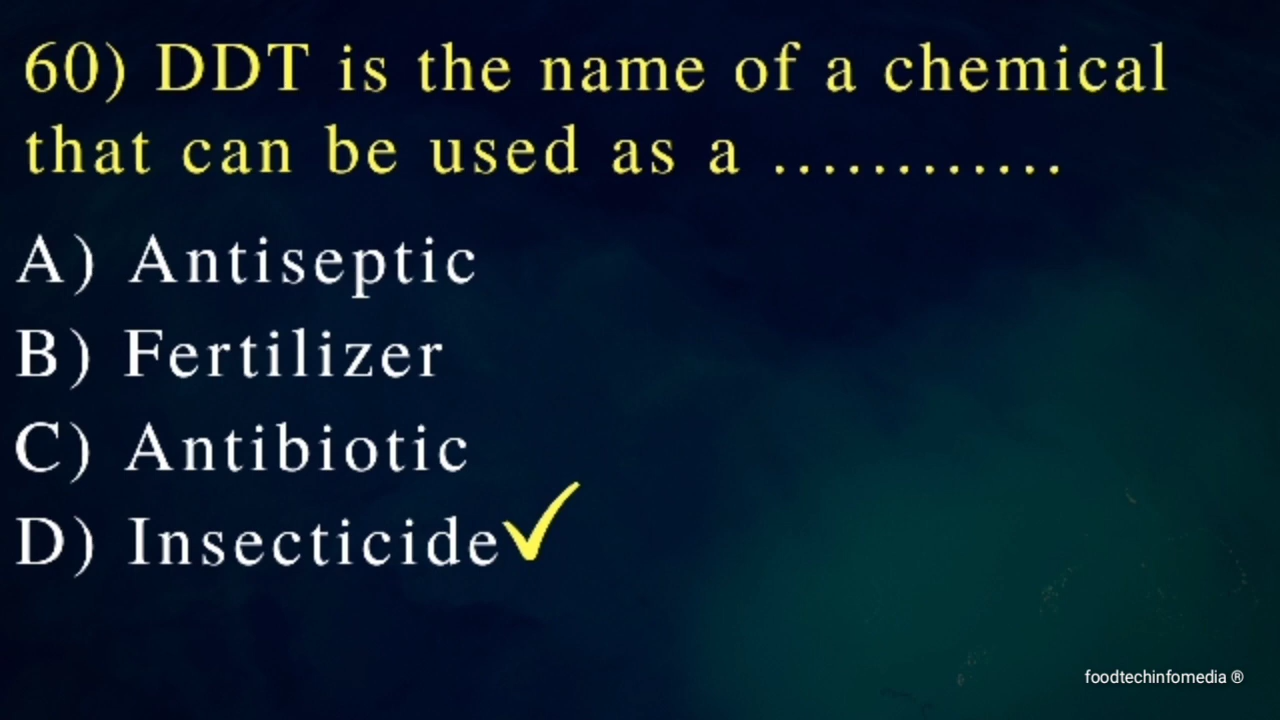 60) DDT is the name of a chemical
that can be used as a ............
A) Antiseptic
B) Fertilizer
C) Antibiotic
D) Insecticide✓
foodtechinfomedia ®